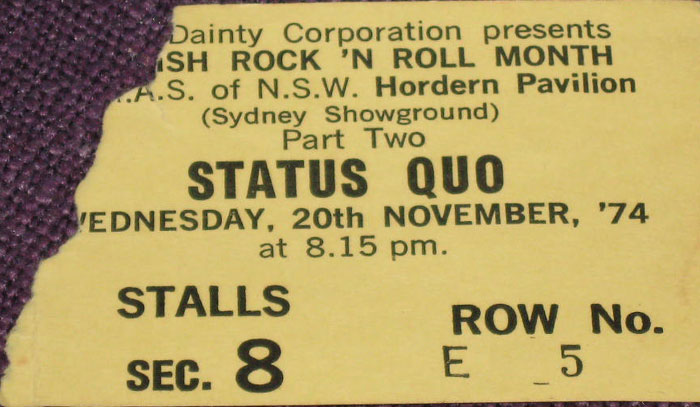 Dainty Corporation presents
ISH ROCK 'N ROLL MONTH
.A.S. of N.S.W. Hordern Pavilion
(Sydney Showground)
Part Two
STATUS QUO
WEDNESDAY, 20th NOVEMBER, '74
at 8.15 pm.
STALLS
ROW No.
SEC. 8
E _5